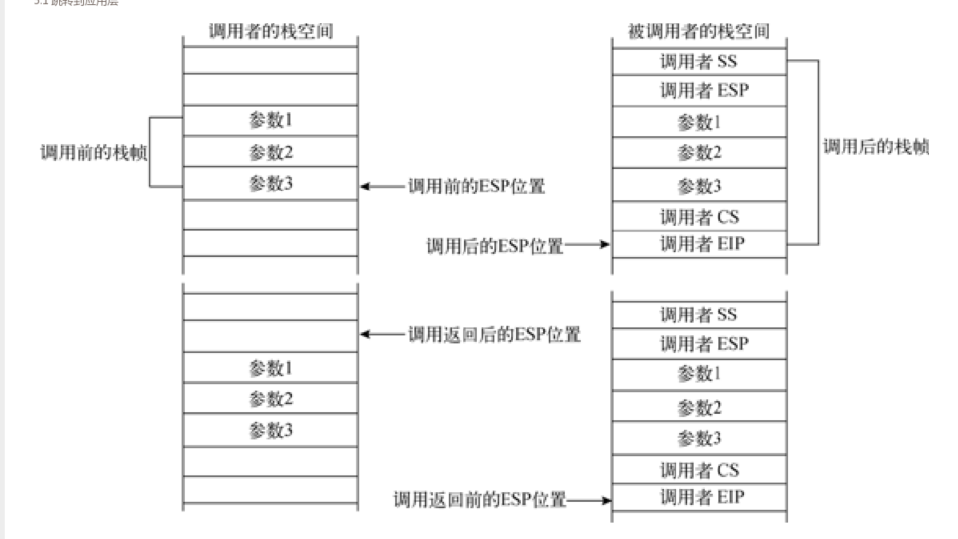 5.1 跳转到应用层
调用者的栈空间
被调用者的栈空间
调用者 SS
调用者 ESP
参数1
参数1
调用前的栈帧
参数2
参数2
调用后的栈帧
参数3
调用前的ESP位置
参数3
调用者 CS
调用后的ESP位置
调用者 EIP
调用者 SS
调用返回后的ESP位置
调用者 ESP
参数1
参数1
参数2
参数2
参数3
参数3
调用者 CS
调用返回前的ESP位置
调用者 EIP